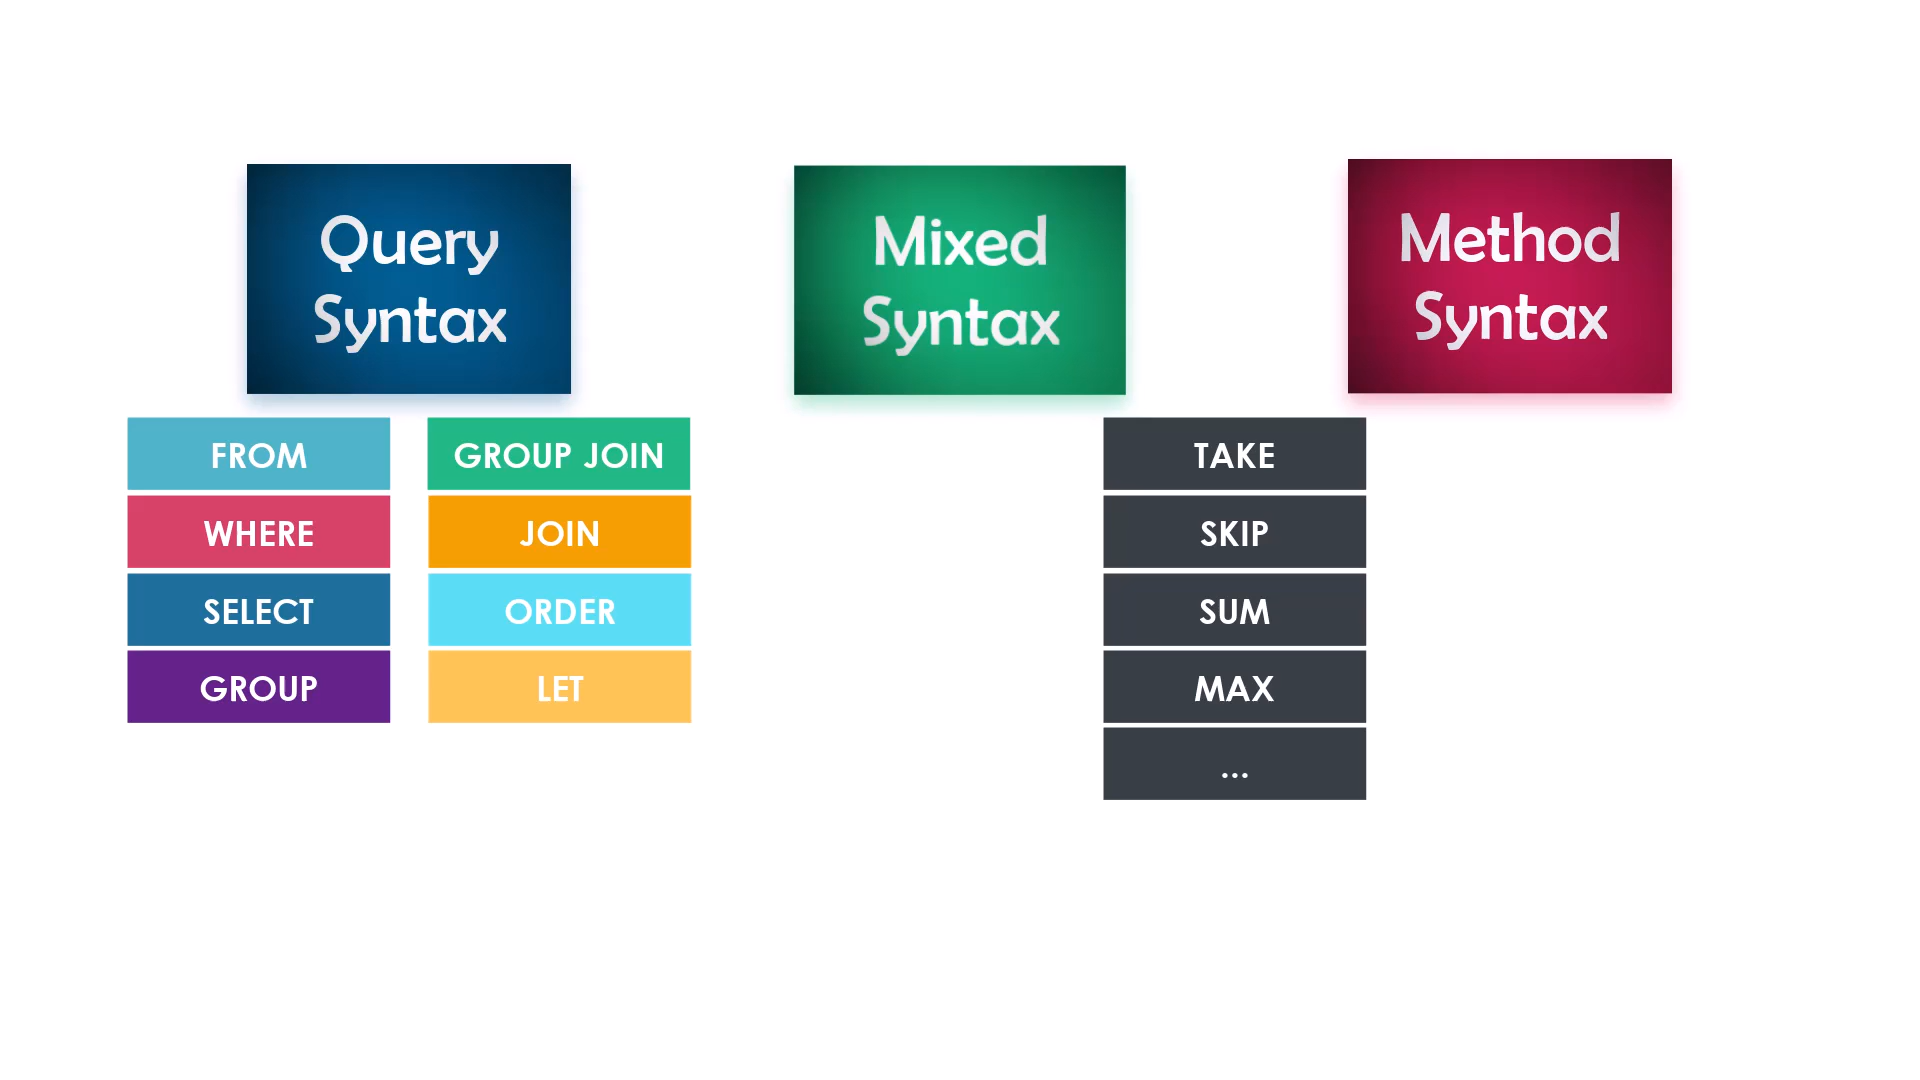 Query
Syntax
Mixed
Syntax
Method
Syntax
FROM
WHERE
SELECT
GROUP
GROUP JOIN
JOIN
ORDER
LET
TAKE
SKIP
SUM
MAX
...